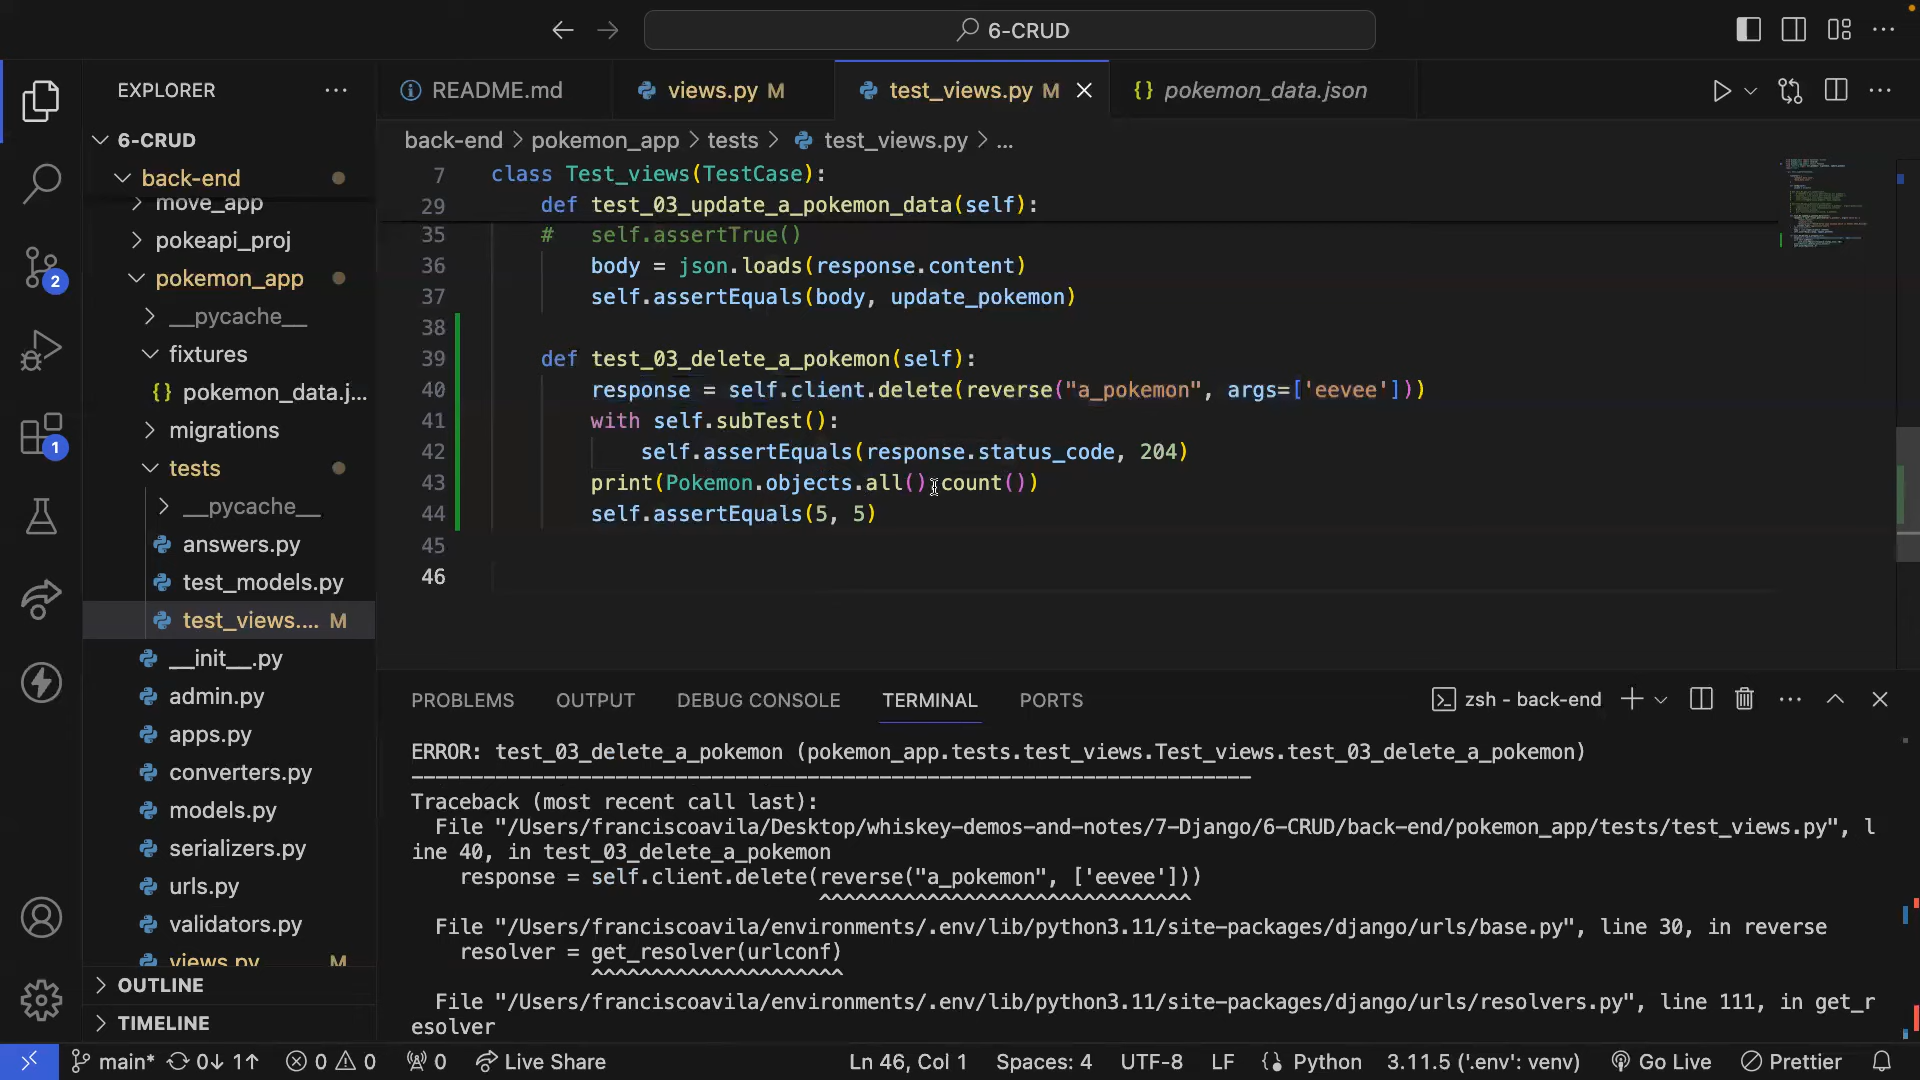 6-CRUD
EXPLORER
6-CRUD
back-end
move_app
pokeapi_proj
pokemon_app
__pycache__
fixtures
pokemon_data.j...
migrations
tests
__pycache__
answers.py
test_models.py
test_views.... M
__init__.py
admin.py
apps.py
converters.py
models.py
serializers.py
urls.py
validators.py
views.py M
OUTLINE
TIMELINE
2
1
README.md
views.py M
test_views.py M
{} pokemon_data.json
back-end > pokemon_app > tests > test_views.py > ...
7 class Test_views(TestCase):
29 def test_03_update_a_pokemon_data(self):
35 # self.assertTrue()
36 body = json.loads(response.content)
37 self.assertEquals(body, update_pokemon)
38
39 def test_03_delete_a_pokemon(self):
40 response = self.client.delete(reverse("a_pokemon", args=['eevee']))
41 with self.subTest():
42 self.assertEquals(response.status_code, 204)
43 print(Pokemon.objects.all().count())
44 self.assertEquals(5, 5)
45
46
PROBLEMS OUTPUT DEBUG CONSOLE TERMINAL PORTS
zsh - back-end
ERROR: test_03_delete_a_pokemon (pokemon_app.tests.test_views.Test_views.test_03_delete_a_pokemon)
----------------------------------------------------------------------
Traceback (most recent call last):
File "/Users/franciscoavila/Desktop/whiskey-demos-and-notes/7-Django/6-CRUD/back-end/pokemon_app/tests/test_views.py", l
ine 40, in test_03_delete_a_pokemon
response = self.client.delete(reverse("a_pokemon", ['eevee']))
^^^^^^^^^^^^^^^^^^^^^^^^^^^^^^^
File "/Users/franciscoavila/environments/.env/lib/python3.11/site-packages/django/urls/base.py", line 30, in reverse
resolver = get_resolver(urlconf)
^^^^^^^^^^^^^^^^^^^^^
File "/Users/franciscoavila/environments/.env/lib/python3.11/site-packages/django/urls/resolvers.py", line 111, in get_r
esolver
main* 0↓ 1↑ 0 0 0 Live Share
Ln 46, Col 1 Spaces: 4 UTF-8 LF {} Python 3.11.5 ('.env': venv) Go Live Prettier